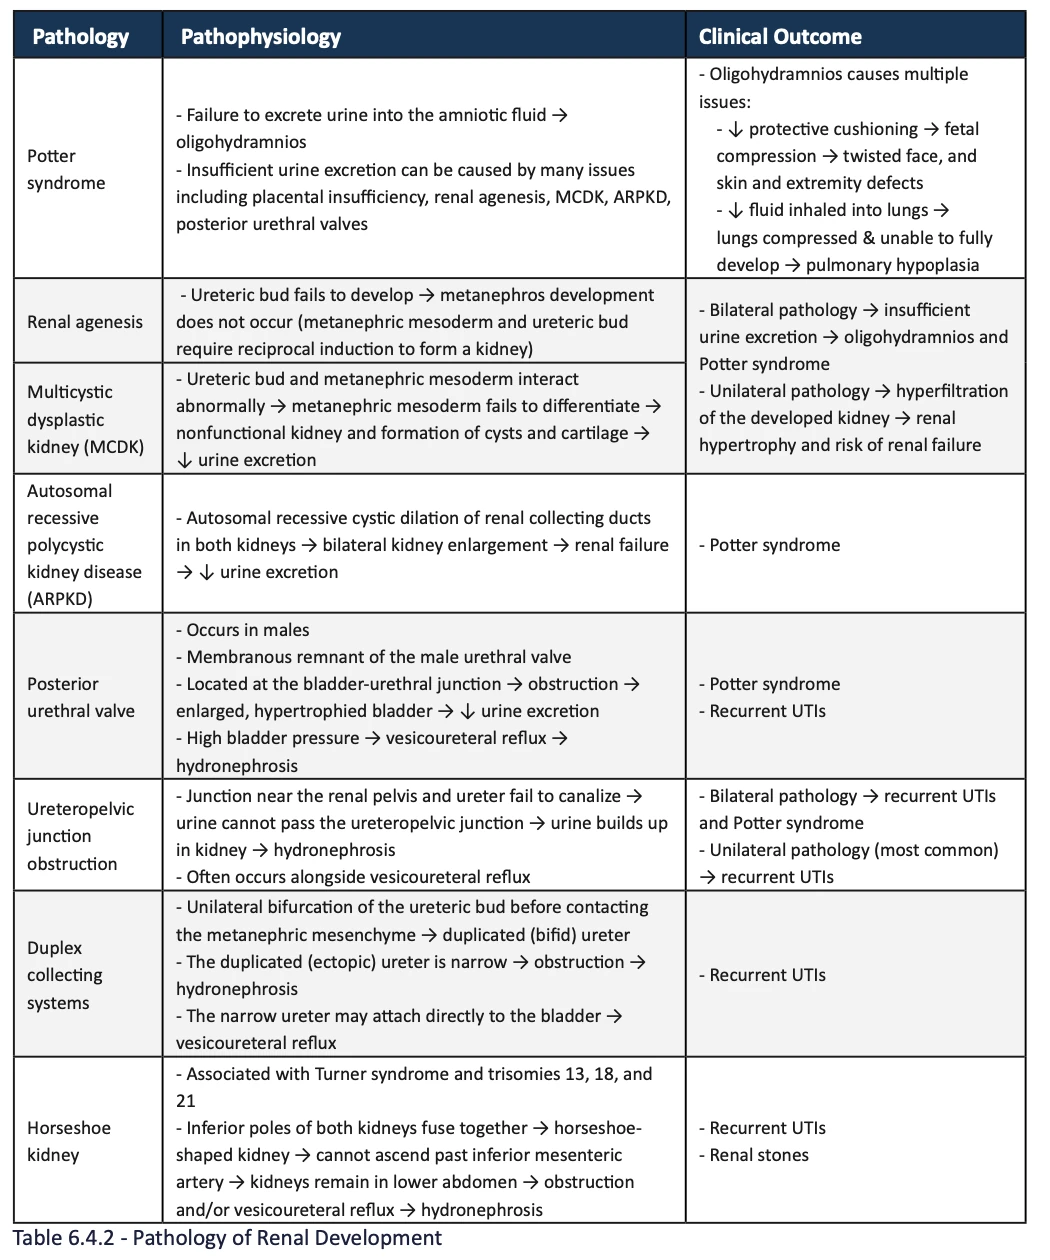 Pathology
Pathophysiology
Clinical Outcome
Potter
syndrome
- Failure to excrete urine into the amniotic fluid →
oligohydramnios
- Insufficient urine excretion can be caused by many issues
including placental insufficiency, renal agenesis, MCDK, ARPKD,
posterior urethral valves
- Oligohydramnios causes multiple
issues:
- ↓ protective cushioning → fetal
compression → twisted face, and
skin and extremity defects
- ↓ fluid inhaled into lungs →
lungs compressed & unable to fully
develop → pulmonary hypoplasia
Renal agenesis
- Ureteric bud fails to develop → metanephros development
does not occur (metanephric mesoderm and ureteric bud
require reciprocal induction to form a kidney)
- Bilateral pathology → insufficient
urine excretion → oligohydramnios and
Potter syndrome
- Unilateral pathology → hyperfiltration
of the developed kidney → renal
hypertrophy and risk of renal failure
Multicystic
dysplastic
kidney (MCDK)
- Ureteric bud and metanephric mesoderm interact
abnormally → metanephric mesoderm fails to differentiate →
nonfunctional kidney and formation of cysts and cartilage →
↓ urine excretion
Autosomal
recessive
polycystic
kidney disease
(ARPKD)
- Autosomal recessive cystic dilation of renal collecting ducts
in both kidneys → bilateral kidney enlargement → renal failure
→ ↓ urine excretion
- Potter syndrome
Posterior
urethral valve
- Occurs in males
- Membranous remnant of the male urethral valve
- Located at the bladder-urethral junction → obstruction →
enlarged, hypertrophied bladder → ↓ urine excretion
- High bladder pressure → vesicoureteral reflux →
hydronephrosis
- Potter syndrome
- Recurrent UTIs
Ureteropelvic
junction
obstruction
- Junction near the renal pelvis and ureter fail to canalize →
urine cannot pass the ureteropelvic junction → urine builds up
in kidney → hydronephrosis
- Often occurs alongside vesicoureteral reflux
- Bilateral pathology → recurrent UTIs
and Potter syndrome
- Unilateral pathology (most common)
→ recurrent UTIs
Duplex
collecting
systems
- Unilateral bifurcation of the ureteric bud before contacting
the metanephric mesenchyme → duplicated (bifid) ureter
- The duplicated (ectopic) ureter is narrow → obstruction →
hydronephrosis
- The narrow ureter may attach directly to the bladder →
vesicoureteral reflux
- Recurrent UTIs
Horseshoe
kidney
- Associated with Turner syndrome and trisomies 13, 18, and
21
- Inferior poles of both kidneys fuse together → horseshoe-
shaped kidney → cannot ascend past inferior mesenteric
artery → kidneys remain in lower abdomen → obstruction
and/or vesicoureteral reflux → hydronephrosis
- Recurrent UTIs
- Renal stones
Table 6.4.2 - Pathology of Renal Development